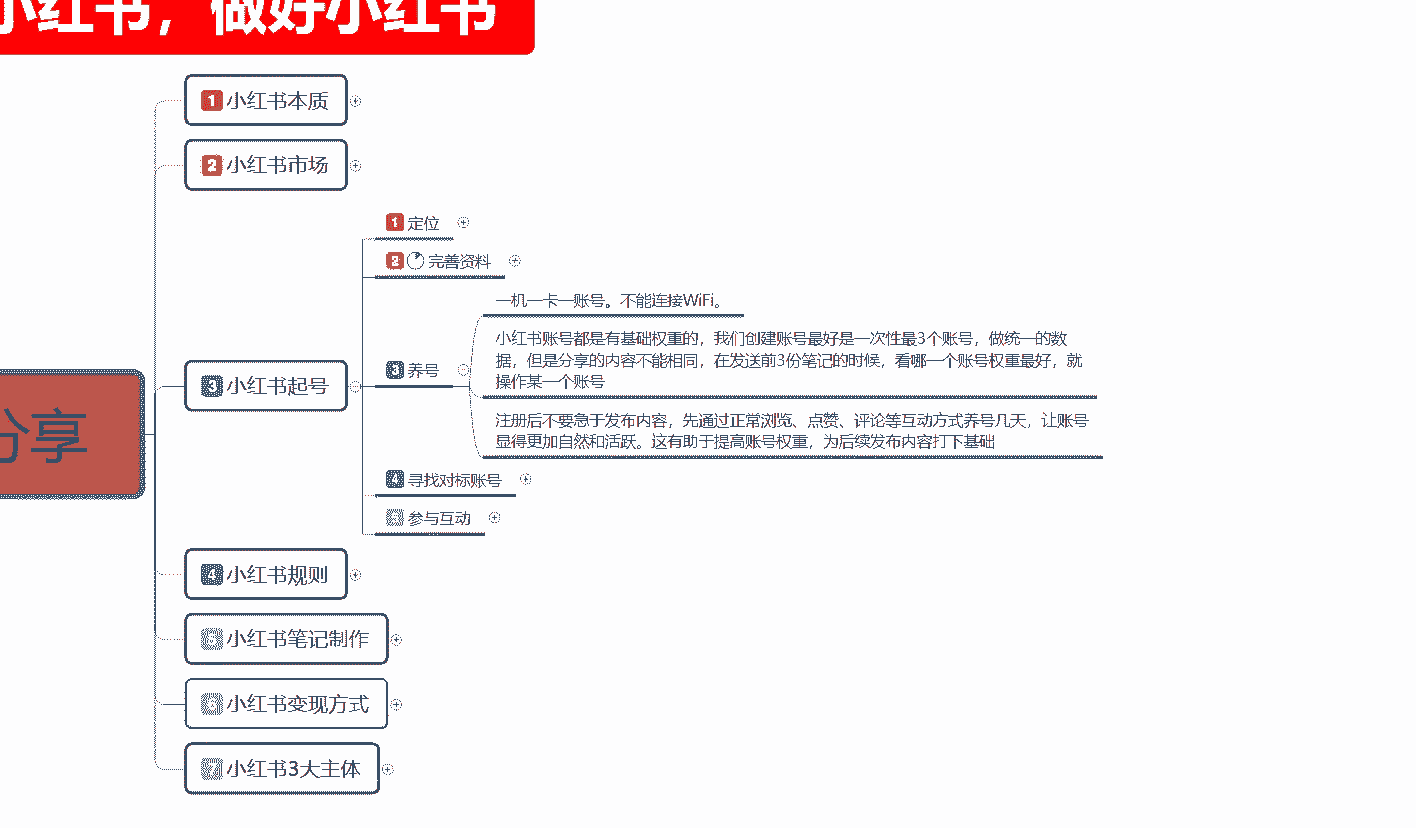 小红书，做好小红书
分享
1 小红书本质
2 小红书市场
3 小红书起号
1 定位
2 完善资料
3 养号
一机一卡一账号。不能连接WiFi。
小红书账号都是有基础权重的，我们创建账号最好是一次性最3个账号，做统一的数
据，但是分享的内容不能相同，在发送前3份笔记的时候，看哪一个账号权重最好，就
操作某一个账号
注册后不要急于发布内容，先通过正常浏览、点赞、评论等互动方式养号几天，让账号
显得更加自然和活跃。这有助于提高账号权重，为后续发布内容打下基础
4 寻找对标账号
5 参与互动
4 小红书规则
5 小红书笔记制作
6 小红书变现方式
7 小红书3大主体